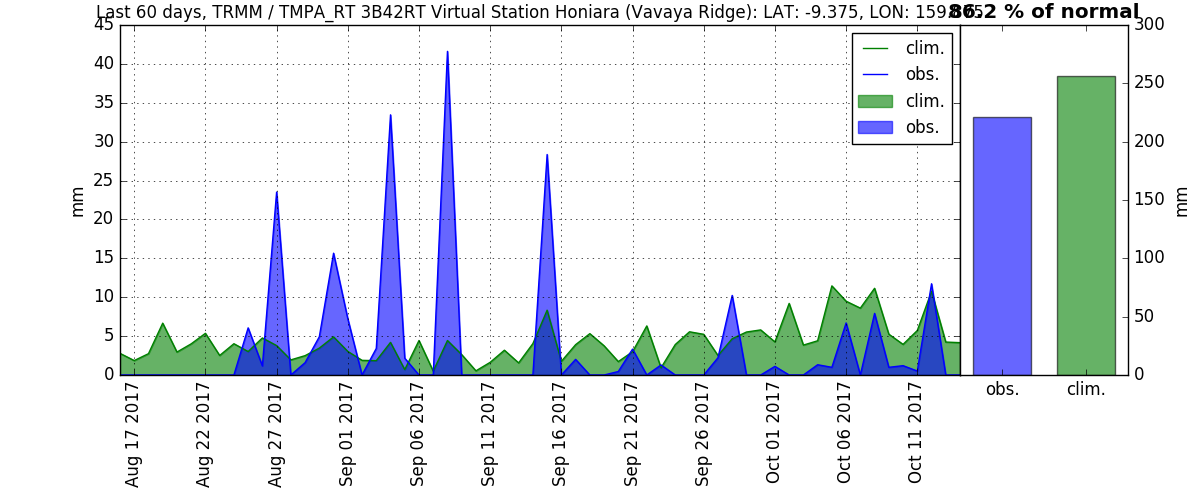 Last 60 days, TRMM / TMPA_RT 3B42RT Virtual Station Honiara (Vavaya Ridge): LAT: -9.375, LON: 159.875
86.2 % of normal
45
40
35
30
25
20
15
10
5
0
mm
clim.
obs.
clim.
obs.
Aug 17 2017
Aug 22 2017
Aug 27 2017
Sep 01 2017
Sep 06 2017
Sep 11 2017
Sep 16 2017
Sep 21 2017
Sep 26 2017
Oct 01 2017
Oct 06 2017
Oct 11 2017
300
250
200
150
100
50
0
mm
obs. clim.